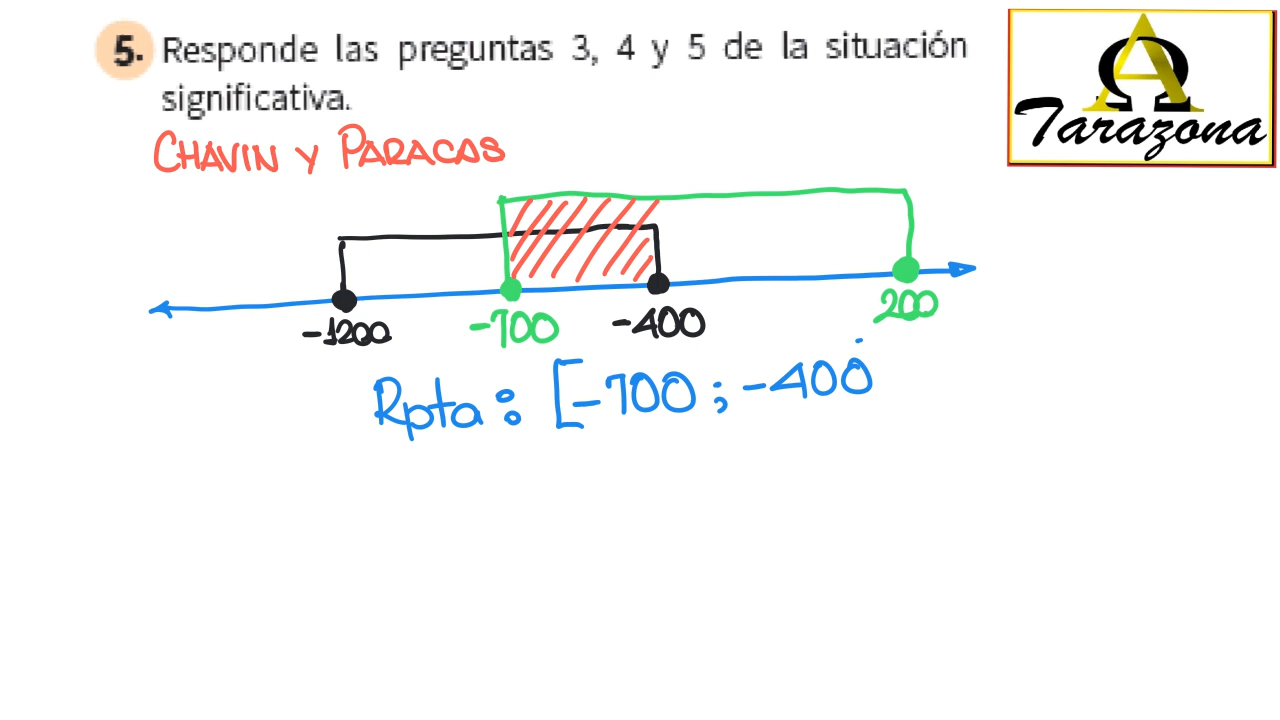 5. Responde las preguntas 3, 4 y 5 de la situación
significativa.
AΩ
Tarazona
CHAVIN y PARACAS
-1200 -700 -400 200
Rpta: [-700 ; -400